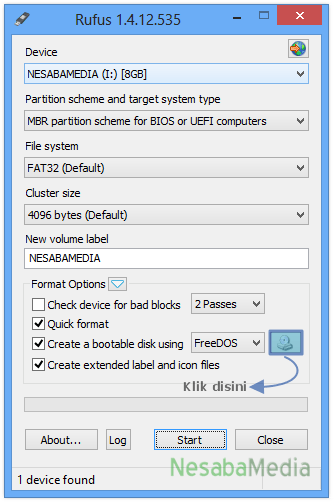 Rufus 1.4.12.535
Device
NESABAMEDIA (I:) [8GB]
Partition scheme and target system type
MBR partition scheme for BIOS or UEFI computers
File system
FAT32 (Default)
Cluster size
4096 bytes (Default)
New volume label
NESABAMEDIA
Format Options
Check device for bad blocks 2 Passes
Quick format
Create a bootable disk using FreeDOS
Create extended label and icon files
Klik disini
About... Log Start Close
NesabaMedia
1 device found